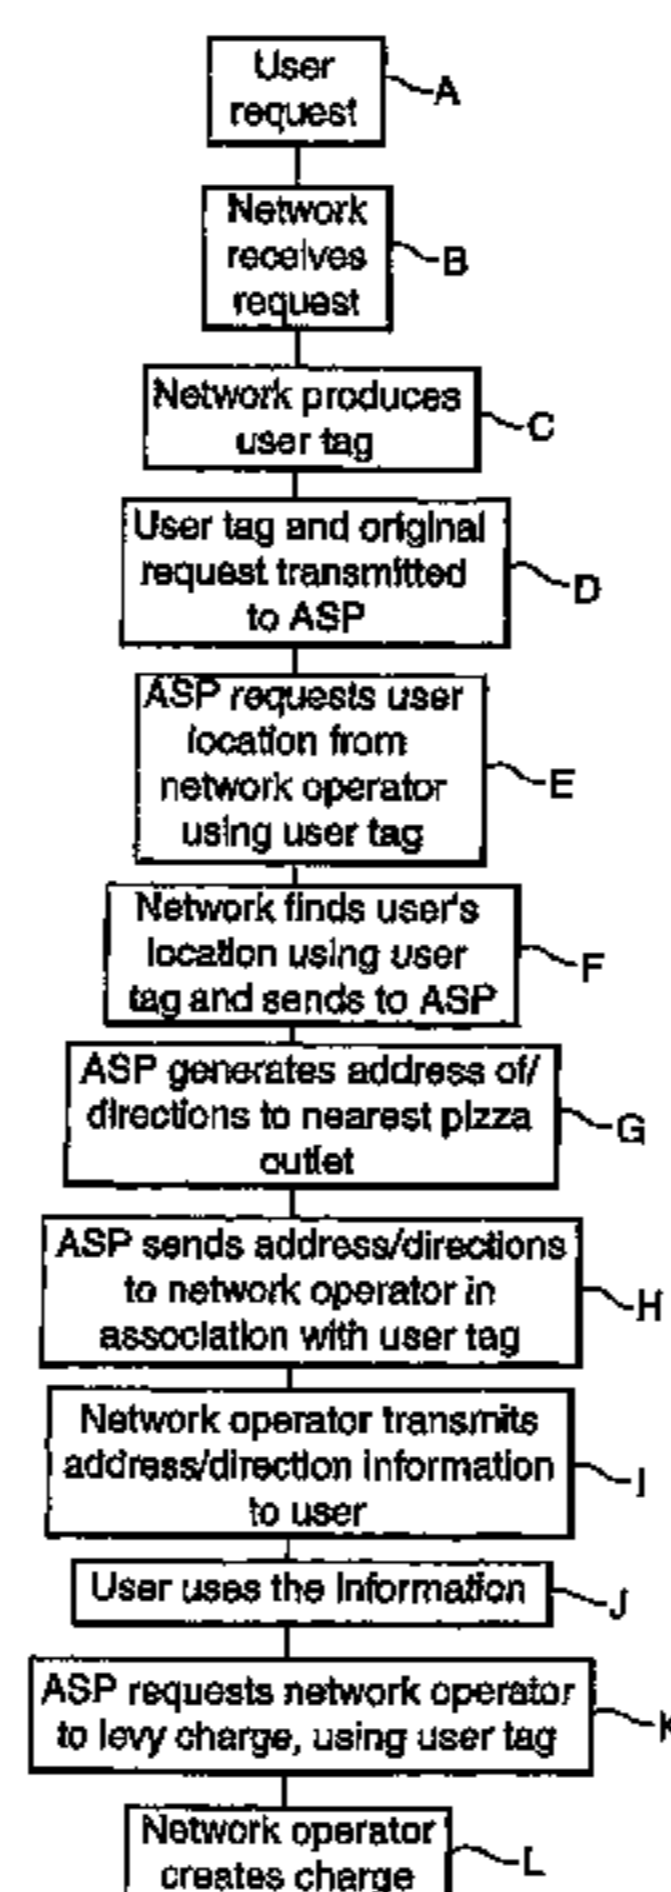 User
request
A
Network
receives
request
B
Network produces
user tag
C
User tag and original
request transmitted
to ASP
D
ASP requests user
location from
network operator
using user tag
E
Network finds user's
location using user
tag and sends to ASP
F
ASP generates address of/
directions to nearest pizza
outlet
G
ASP sends address/directions
to network operator in
association with user tag
H
Network operator transmits
address/direction information
to user
I
User uses the information
J
ASP requests network operator
to levy charge, using user tag
K
Network operator
creates charge
L